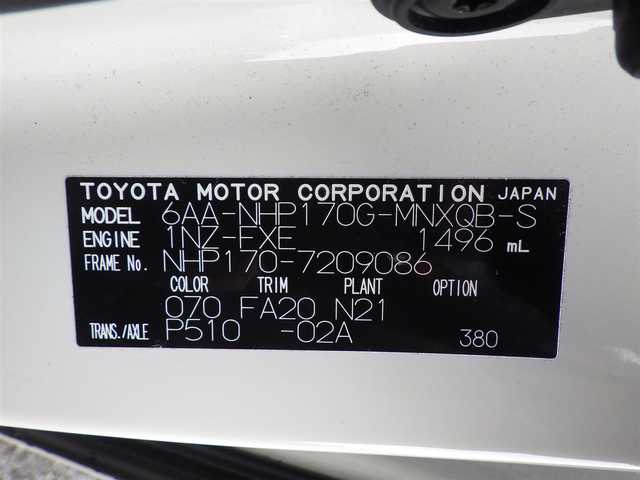 TOYOTA MOTOR CORPORATION JAPAN
MODEL 6AA-NHP170G-MNXQB-S
ENGINE 1NZ-EXE 1496 mL
FRAME No. NHP170-7209086
COLOR TRIM PLANT OPTION
070 FA20 N21
TRANS./AXLE P510 -02A 380